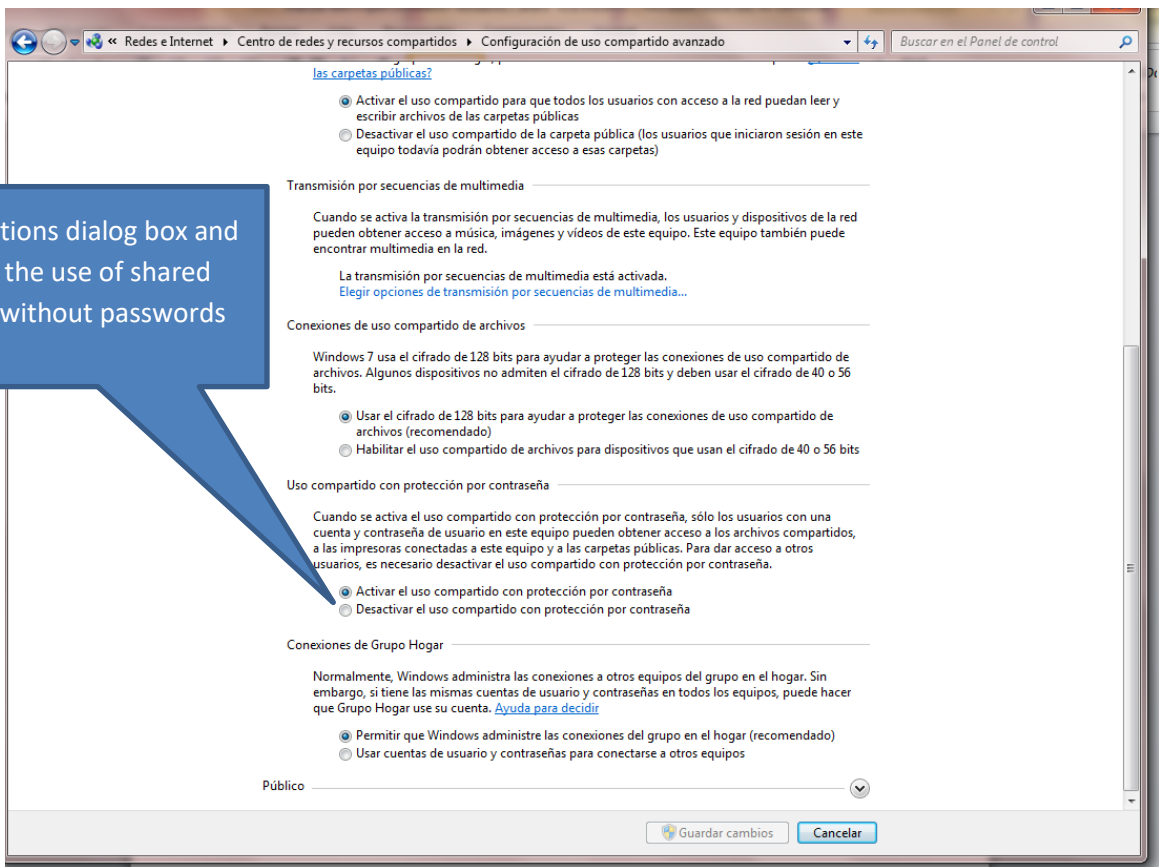 « Redes e Internet ▸ Centro de redes y recursos compartidos ▸ Configuración de uso compartido avanzado
Buscar en el Panel de control
las carpetas públicas?
Activar el uso compartido para que todos los usuarios con acceso a la red puedan leer y
escribir archivos de las carpetas públicas
Desactivar el uso compartido de la carpeta pública (los usuarios que iniciaron sesión en este
equipo todavía podrán obtener acceso a esas carpetas)
Transmisión por secuencias de multimedia
Cuando se activa la transmisión por secuencias de multimedia, los usuarios y dispositivos de la red
pueden obtener acceso a música, imágenes y vídeos de este equipo. Este equipo también puede
encontrar multimedia en la red.
La transmisión por secuencias de multimedia está activada.
Elegir opciones de transmisión por secuencias de multimedia...
tions dialog box and
the use of shared
without passwords
Conexiones de uso compartido de archivos
Windows 7 usa el cifrado de 128 bits para ayudar a proteger las conexiones de uso compartido de
archivos. Algunos dispositivos no admiten el cifrado de 128 bits y deben usar el cifrado de 40 o 56
bits.
Usar el cifrado de 128 bits para ayudar a proteger las conexiones de uso compartido de
archivos (recomendado)
Habilitar el uso compartido de archivos para dispositivos que usan el cifrado de 40 o 56 bits
Uso compartido con protección por contraseña
Cuando se activa el uso compartido con protección por contraseña, sólo los usuarios con una
cuenta y contraseña de usuario en este equipo pueden obtener acceso a los archivos compartidos,
a las impresoras conectadas a este equipo y a las carpetas públicas. Para dar acceso a otros
usuarios, es necesario desactivar el uso compartido con protección por contraseña.
Activar el uso compartido con protección por contraseña
Desactivar el uso compartido con protección por contraseña
Conexiones de Grupo Hogar
Normalmente, Windows administra las conexiones a otros equipos del grupo en el hogar. Sin
embargo, si tiene las mismas cuentas de usuario y contraseñas en todos los equipos, puede hacer
que Grupo Hogar use su cuenta. Ayuda para decidir
Permitir que Windows administre las conexiones del grupo en el hogar (recomendado)
Usar cuentas de usuario y contraseñas para conectarse a otros equipos
Público
Guardar cambios
Cancelar